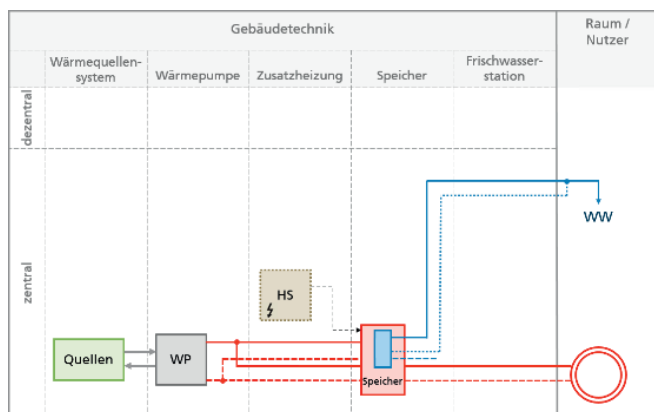 Gebäudetechnik
Raum /
Nutzer
Wärmequellen-
system
Wärmepumpe
Zusatzheizung
Speicher
Frischwasser-
station
dezentral
zentral
WW
HS
Quellen
WP
Speicher